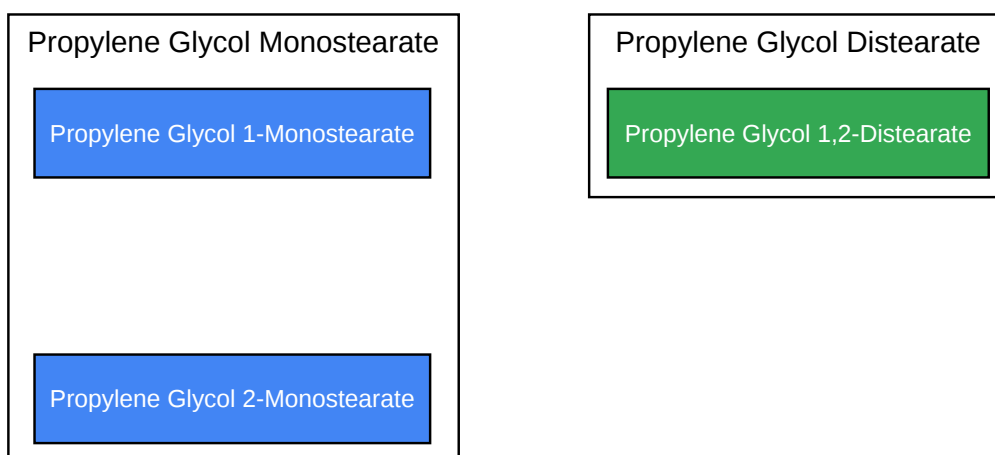 Propylene Glycol Monostearate
Propylene Glycol 1-Monostearate
Propylene Glycol 2-Monostearate
Propylene Glycol Distearate
Propylene Glycol 1,2-Distearate